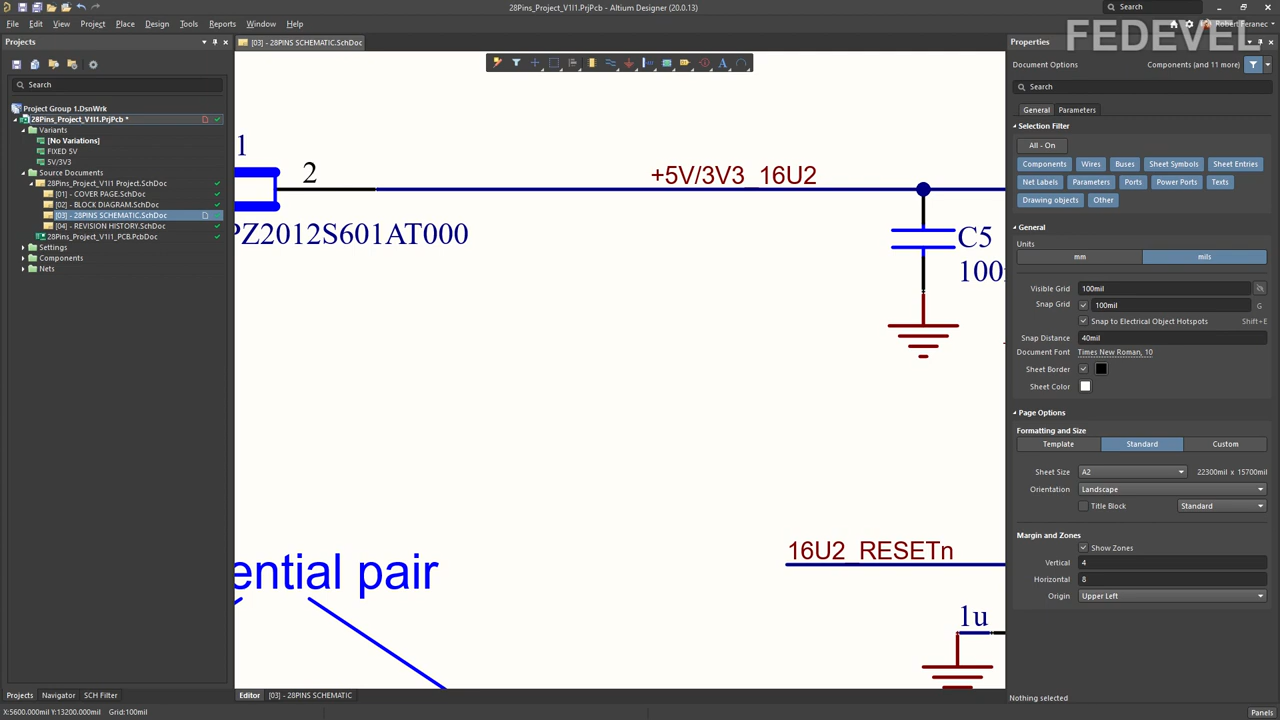 28Pins_Project_V1I1.PrjPcb - Altium Designer (20.0.13)
Search
File Edit View Project Place Design Tools Reports Window Help
Robert Feranec
FEDEVEL
Projects
[03] - 28PINS SCHEMATIC.SchDoc
Properties
Search
Project Group 1.DsnWrk
28Pins_Project_V1I1.PrjPcb *
Variants
[No Variations]
FIXED 5V
5V/3V3
Source Documents
28Pins_Project_V1I1 Project.SchDoc
[01] - COVER PAGE.SchDoc
[02] - BLOCK DIAGRAM.SchDoc
[03] - 28PINS SCHEMATIC.SchDoc
[04] - REVISION HISTORY.SchDoc
28Pins_Project_V1I1_PCB.PcbDoc
Settings
Components
Nets
1
2
PZ2012S601AT000
+5V/3V3_16U2
C5
100
ential pair
16U2_RESETn
1u
Document Options
Components (and 11 more)
Search
General Parameters
Selection Filter
All - On
Components Wires Buses Sheet Symbols Sheet Entries
Net Labels Parameters Ports Power Ports Texts
Drawing objects Other
General
Units
mm mils
Visible Grid 100mil
Snap Grid 100mil G
Snap to Electrical Object Hotspots Shift+E
Snap Distance 40mil
Document Font Times New Roman, 10
Sheet Border
Sheet Color
Page Options
Formatting and Size
Template Standard Custom
Sheet Size A2 22300mil x 15700mil
Orientation Landscape
Title Block Standard
Margin and Zones
Show Zones
Vertical 4
Horizontal 8
Origin Upper Left
Nothing selected
Projects Navigator SCH Filter
Editor [03] - 28PINS SCHEMATIC
X:5600.000mil Y:13200.000mil Grid:100mil
Panels